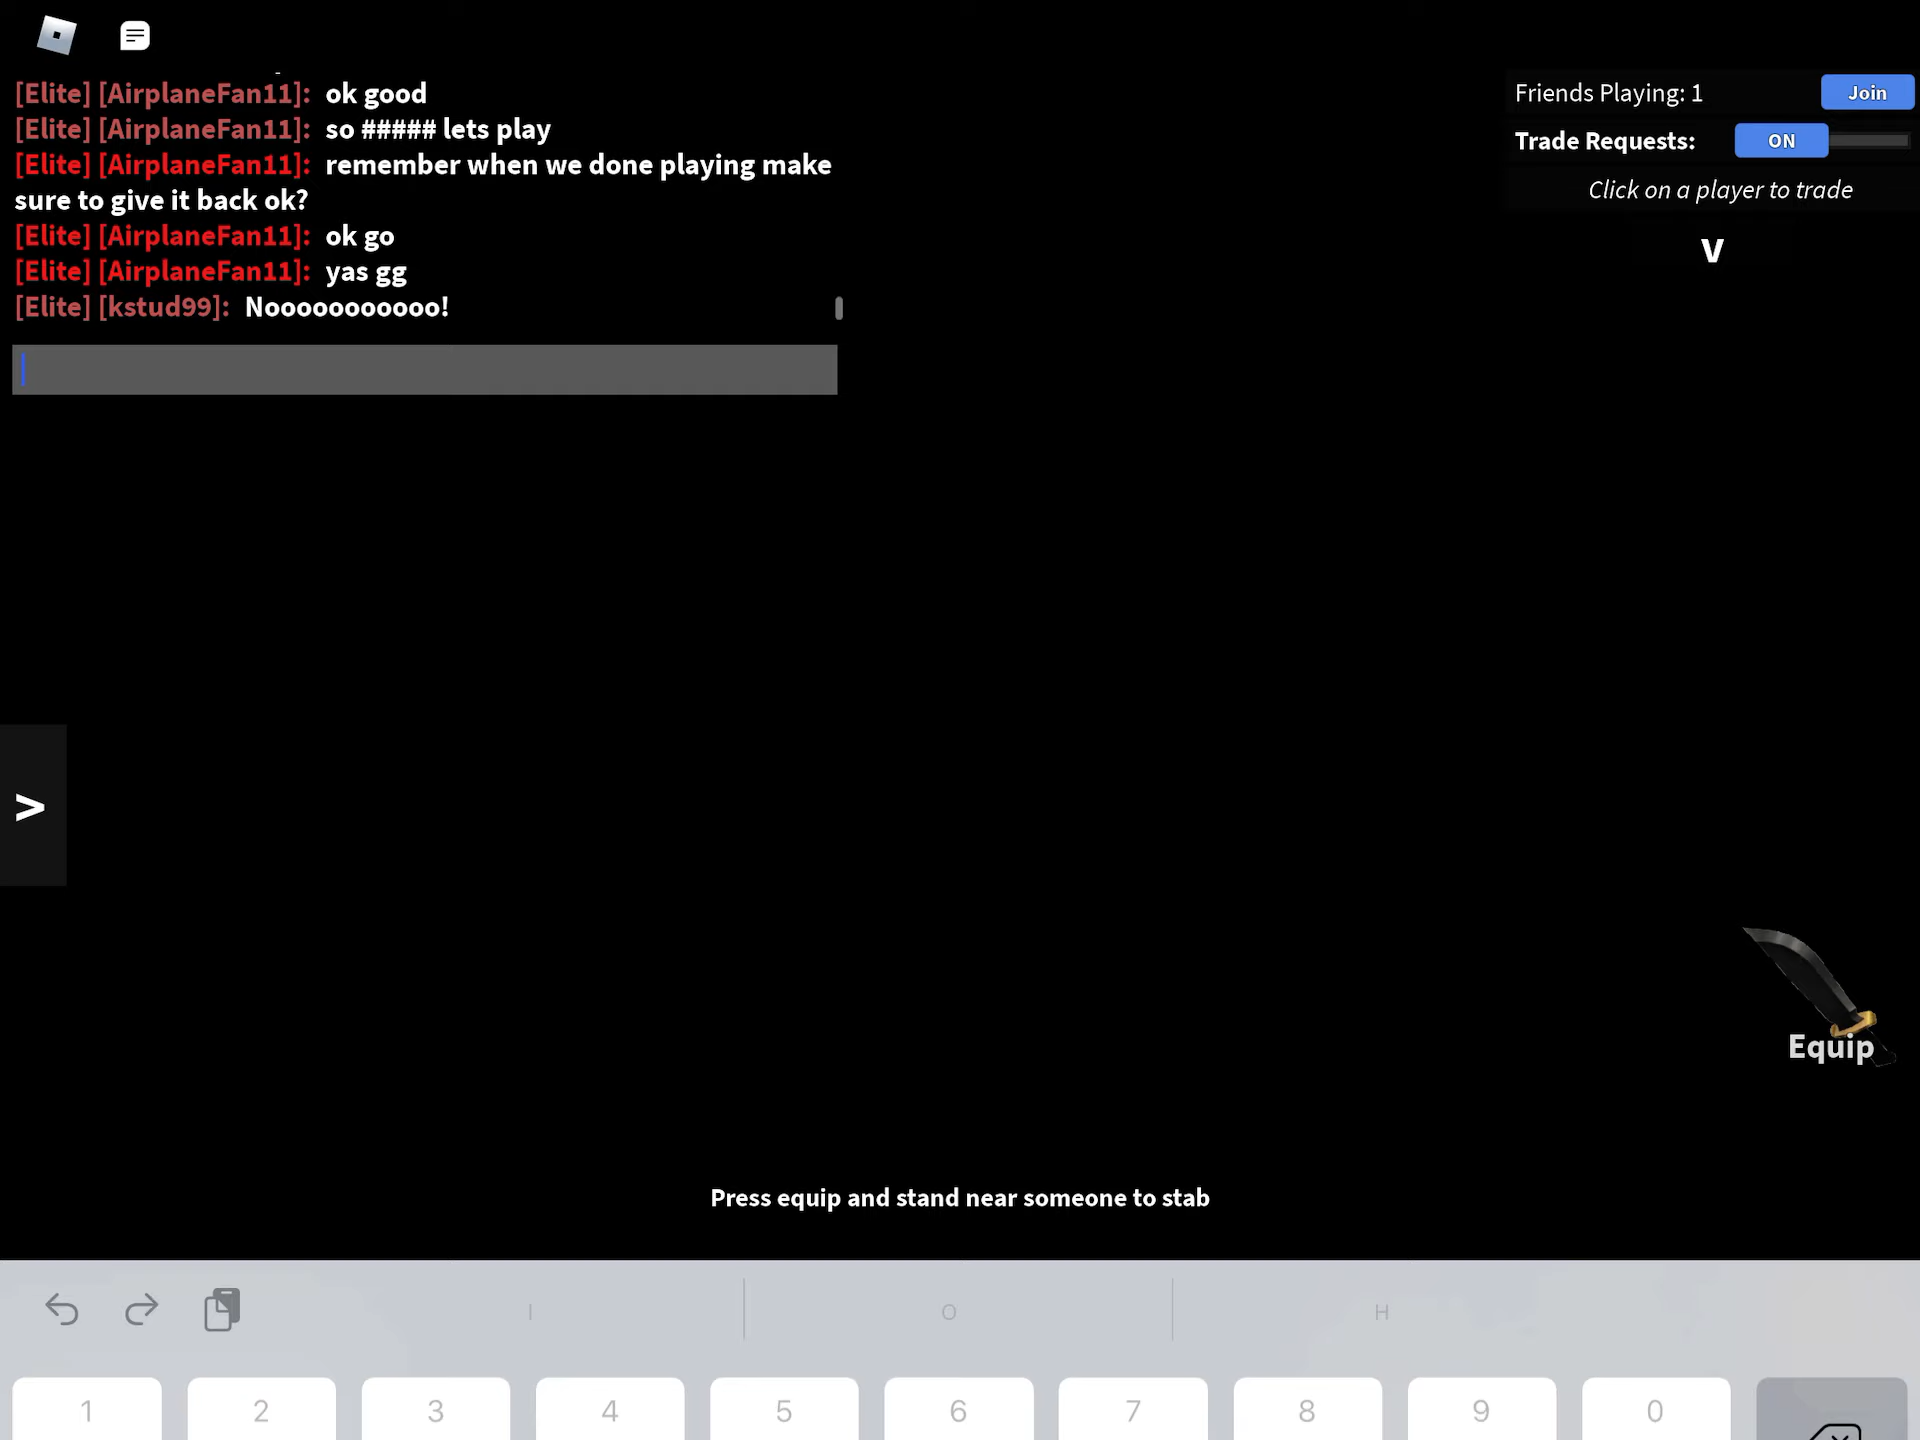 [Elite] [AirplaneFan11]: ok good
[Elite] [AirplaneFan11]: so ##### lets play
[Elite] [AirplaneFan11]: remember when we done playing make
sure to give it back ok?
[Elite] [AirplaneFan11]: ok go
[Elite] [AirplaneFan11]: yas gg
[Elite] [kstud99]: Nooooooooooo!
Friends Playing: 1
Join
Trade Requests:
ON
Click on a player to trade
V
>
Equip
Press equip and stand near someone to stab
I O H
1 2 3 4 5 6 7 8 9 0